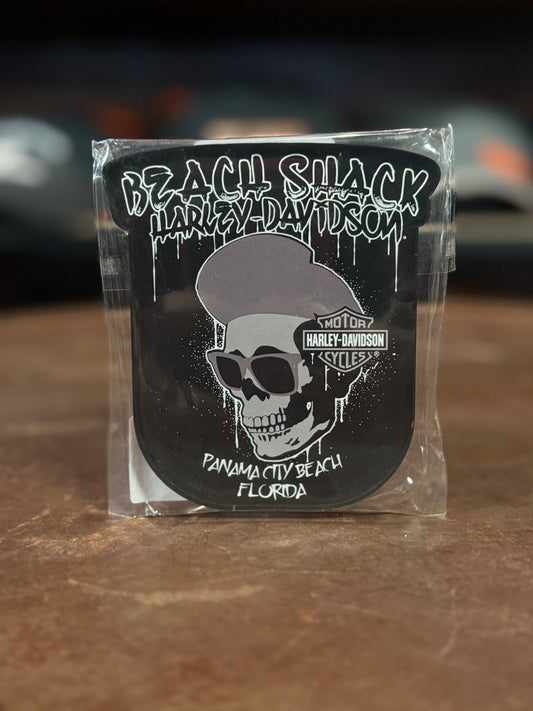 BEACH SHACK
HARLEY-DAVIDSON
MOTOR
HARLEY-DAVIDSON
CYCLES®
PANAMA CITY BEACH
FLORIDA